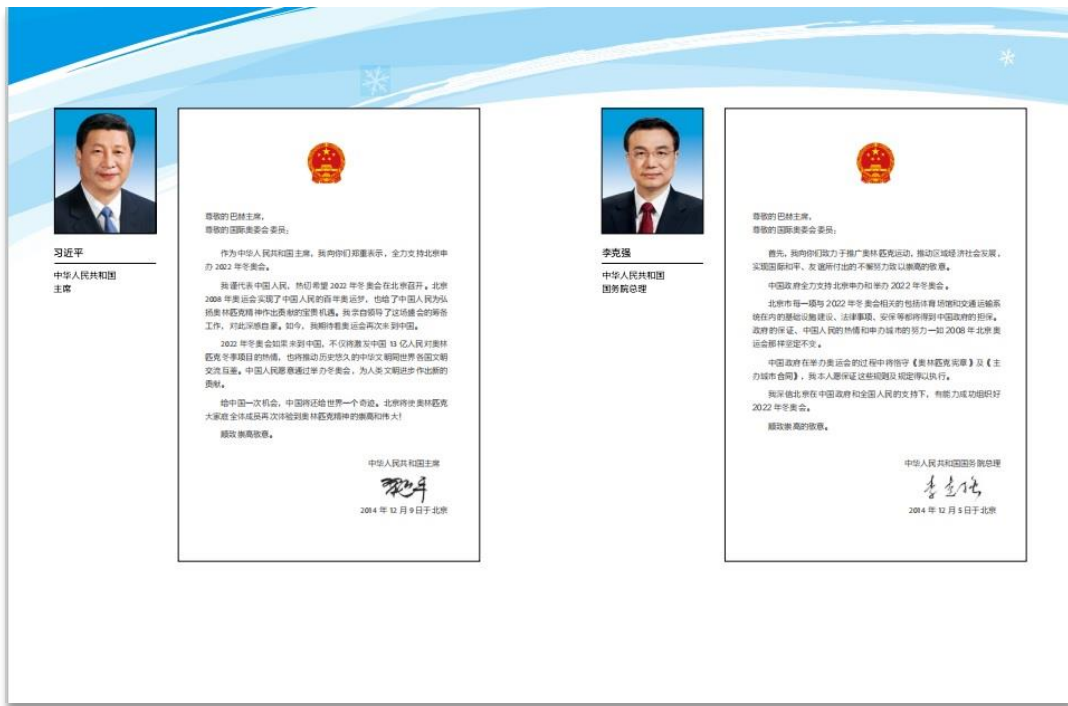 习近平
中华人民共和国
主席
尊敬的巴赫主席，
尊敬的国际奥委会委员：
作为中华人民共和国主席，我向你们郑重表示，全力支持北京申
办 2022 年冬奥会。
我谨代表中国人民，热切希望 2022 年冬奥会在北京召开。北京
2008 年奥运会实现了中国人民的百年奥运梦，也给了中国人民为弘
扬奥林匹克精神作出贡献的宝贵机遇。我亲自领导了这场盛会的筹备
工作，对此深感自豪。如今，我期待着奥运会再次来到中国。
2022 年冬奥会如果来到中国，不仅将激发中国 13 亿人民对奥林
匹克冬季项目的热情，也将推动历史悠久的中华文明同世界各国文明
交流互鉴。中国人民愿意通过举办冬奥会，为人类文明进步作出新的
贡献。
给中国一次机会，中国将还给世界一个奇迹。北京将使奥林匹克
大家庭全体成员再次体验到奥林匹克精神的崇高和伟大！
顺致崇高敬意。
中华人民共和国主席
习近平
2014 年 12 月 9 日于北京
李克强
中华人民共和国
国务院总理
尊敬的巴赫主席，
尊敬的国际奥委会委员：
首先，我向你们致力于推广奥林匹克运动，推动区域经济社会发展，
实现国际和平、友谊所付出的不懈努力致以崇高的敬意。
中国政府全力支持北京申办和举办 2022 年冬奥会。
北京市每一项与 2022 年冬奥会相关的包括体育场馆和交通运输系
统在内的基础设施建设、法律事项、安保等都将得到中国政府的担保。
政府的保证、中国人民的热情和申办城市的努力一如 2008 年北京奥
运会那样坚定不变。
中国政府在举办奥运会的过程中将恪守《奥林匹克宪章》及《主
办城市合同》，我本人愿保证这些规则及规定得以执行。
我深信北京在中国政府和全国人民的支持下，有能力成功组织好
2022 年冬奥会。
顺致崇高的敬意。
中华人民共和国国务院总理
李克强
2014 年 12 月 5 日于北京